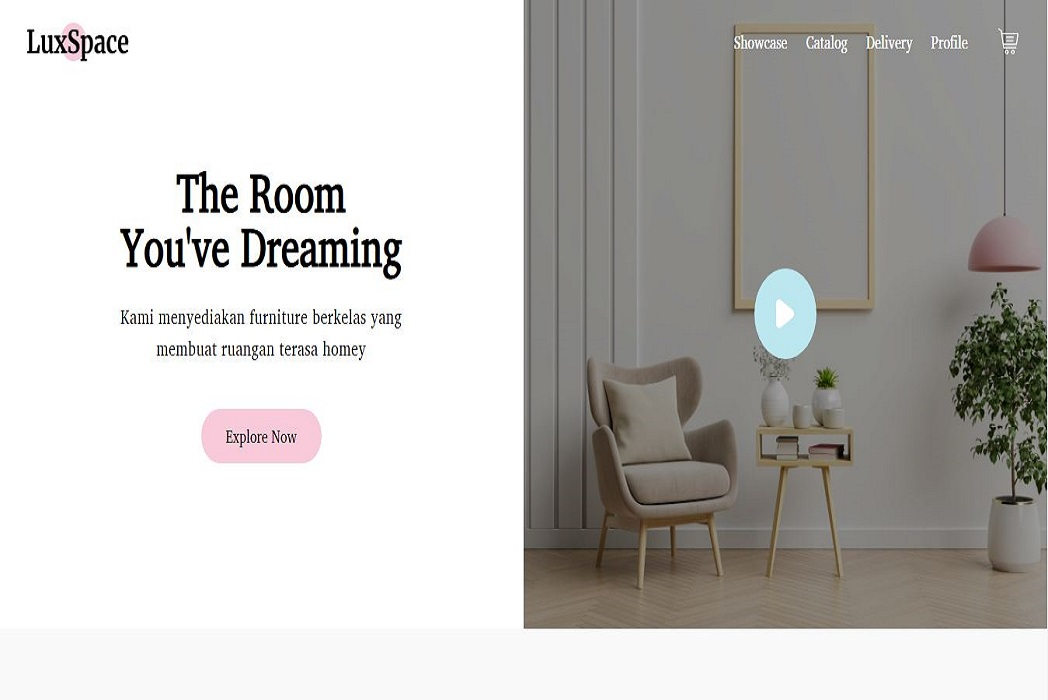 LuxSpace
Showcase Catalog Delivery Profile
The Room
You've Dreaming
Kami menyediakan furniture berkelas yang
membuat ruangan terasa homey
Explore Now